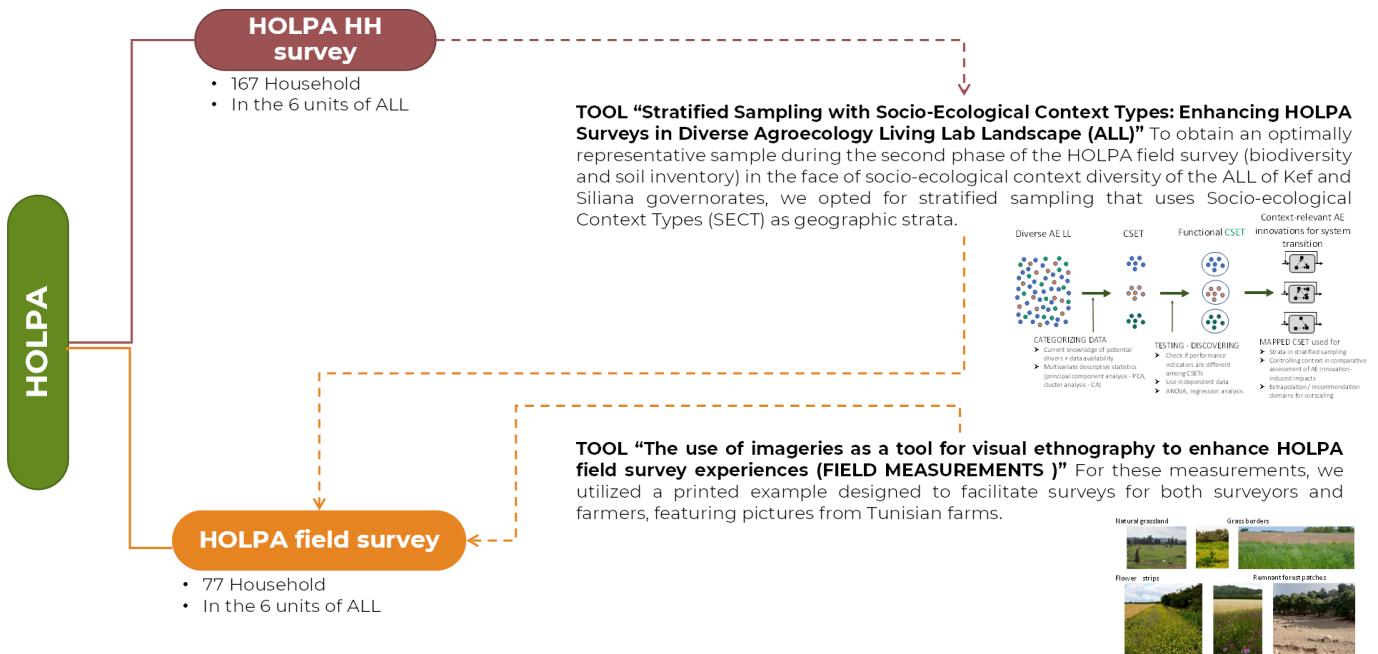 HOLPA
HOLPA HH
survey
• 167 Household
• In the 6 units of ALL
TOOL “Stratified Sampling with Socio-Ecological Context Types: Enhancing HOLPA
Surveys in Diverse Agroecology Living Lab Landscape (ALL)” To obtain an optimally
representative sample during the second phase of the HOLPA field survey (biodiversity
and soil inventory) in the face of socio-ecological context diversity of the ALL of Kef and
Siliana governorates, we opted for stratified sampling that uses Socio-ecological
Context Types (SECT) as geographic strata.
Diverse AE LL
CSET
Functional CSET
Context-relevant AE
innovations for system
transition
CATEGORIZING DATA
➢ Current knowledge of potential
drivers + data availability
➢ Multivariate descriptive statistics
(principal component analysis - PCA,
cluster analysis - CA)
TESTING - DISCOVERING
➢ Check if performance
indicators are different
among CSETs
➢ Use independent data
➢ ANOVA, regression analysis
MAPPED CSET used for
➢ Strata in stratified sampling
➢ Controlling context in comparative
assessment of AE innovation-
induced impacts
➢ Extrapolation / recommendation
domains for outscaling
TOOL “The use of imageries as a tool for visual ethnography to enhance HOLPA
field survey experiences (FIELD MEASUREMENTS )” For these measurements, we
utilized a printed example designed to facilitate surveys for both surveyors and
farmers, featuring pictures from Tunisian farms.
Natural grassland
Grass borders
Flower strips
Remnant forest patches
HOLPA field survey
• 77 Household
• In the 6 units of ALL